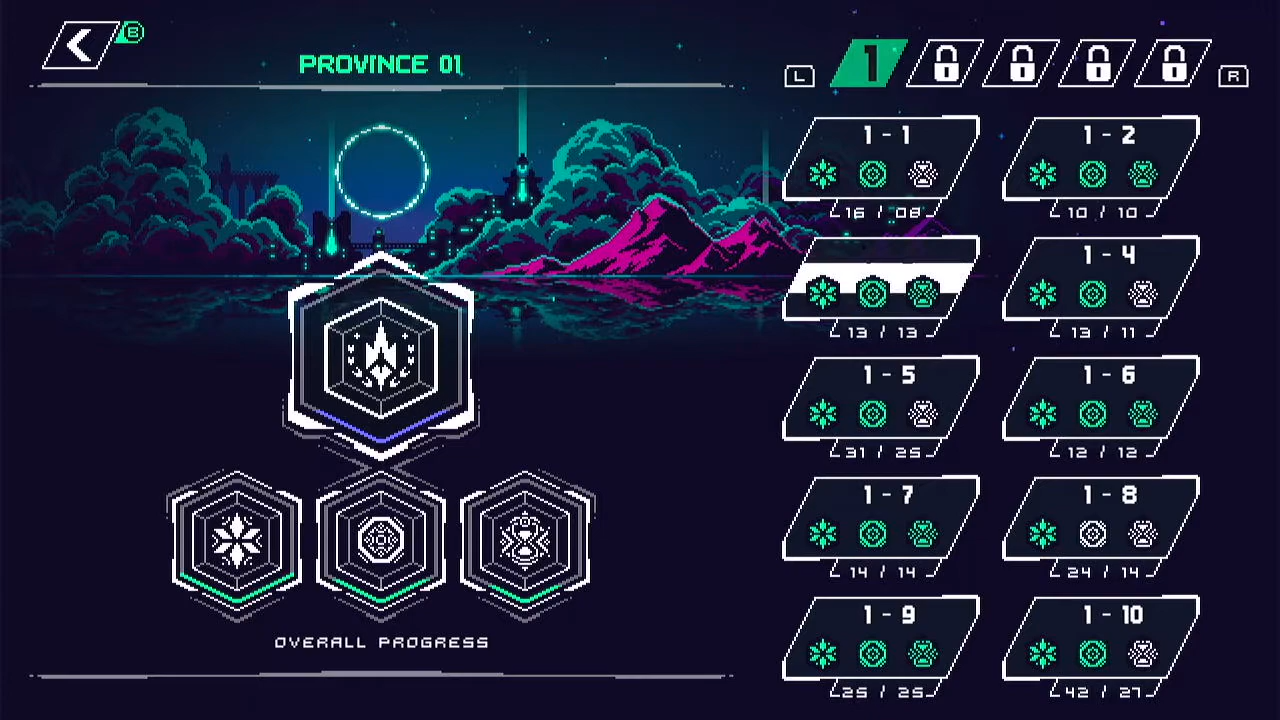 B
PROVINCE 01
L
1
R
1 - 1
16 / 08
1 - 2
10 / 10
13 / 13
1 - 4
13 / 11
1 - 5
31 / 25
1 - 6
12 / 12
1 - 7
14 / 14
1 - 8
24 / 14
1 - 9
25 / 25
1 - 10
42 / 27
OVERALL PROGRESS